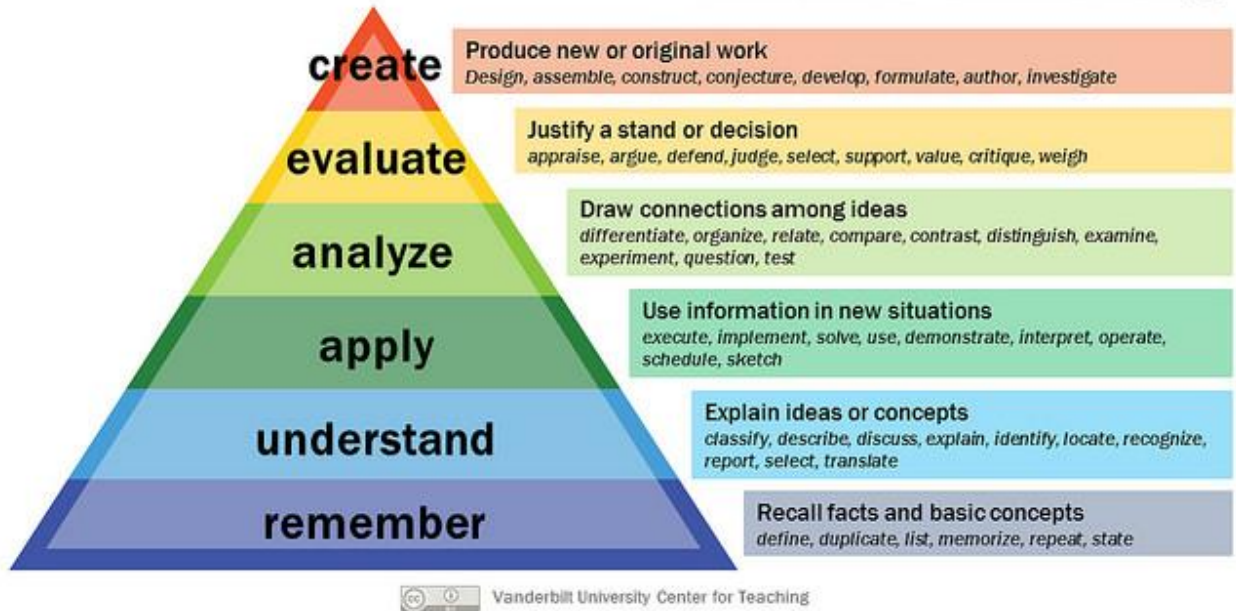 create
Produce new or original work
Design, assemble, construct, conjecture, develop, formulate, author, investigate
evaluate
Justify a stand or decision
appraise, argue, defend, judge, select, support, value, critique, weigh
analyze
Draw connections among ideas
differentiate, organize, relate, compare, contrast, distinguish, examine,
experiment, question, test
apply
Use information in new situations
execute, implement, solve, use, demonstrate, interpret, operate,
schedule, sketch
understand
Explain ideas or concepts
classify, describe, discuss, explain, identify, locate, recognize,
report, select, translate
remember
Recall facts and basic concepts
define, duplicate, list, memorize, repeat, state
cc
Vanderbilt University Center for Teaching